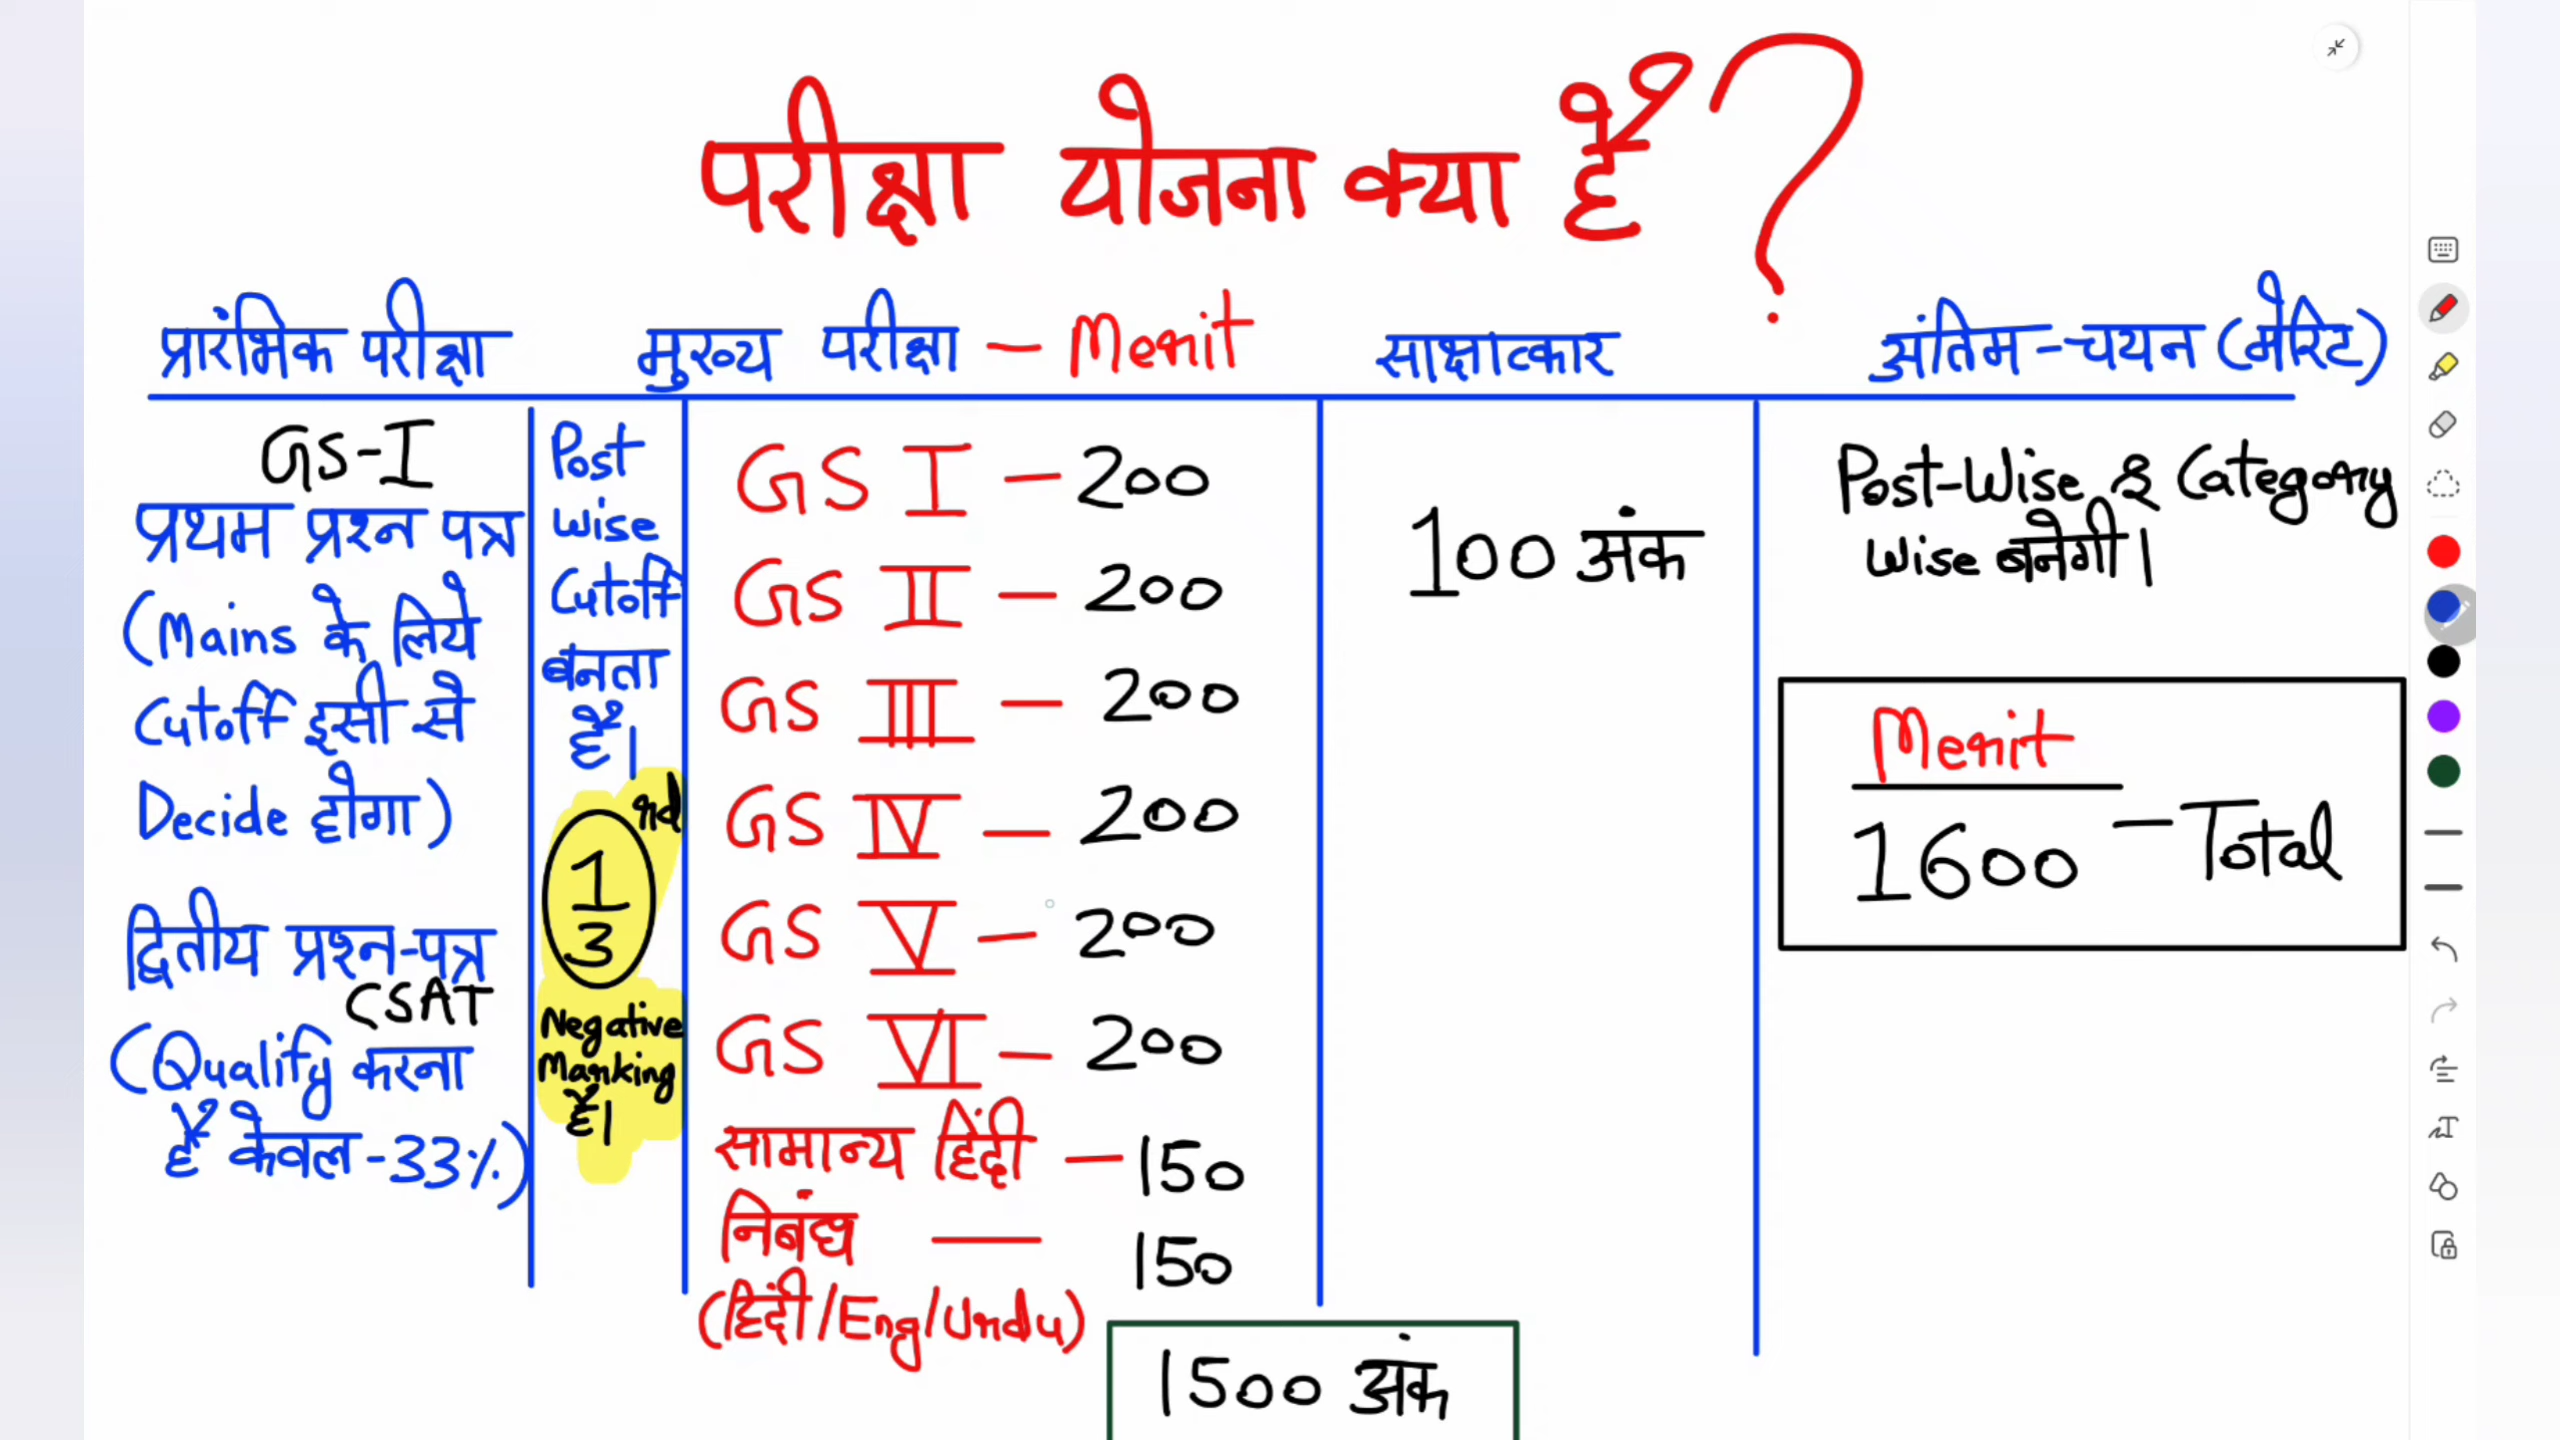 परीक्षा योजना क्या है ?
प्रारंभिक परीक्षा
GS-I
प्रथम प्रश्न पत्र
(Mains के लिये
Cutoff इसी से
Decide होगा)
द्वितीय प्रश्न-पत्र
CSAT
(Qualify करना
है केवल-33%)
Post
wise
Cutoff
बनता
है।
1/3 rd
Negative
Marking
है।
मुख्य परीक्षा - Merit
GS I - 200
GS II - 200
GS III - 200
GS IV - 200
GS V - 200
GS VI - 200
सामान्य हिंदी - 150
निबंध - 150
(हिंदी/Eng/Urdu)
1500 अंक
साक्षात्कार
100 अंक
अंतिम-चयन (मेरिट)
Post-Wise & Category
wise बनेगी।
Merit
1600 - Total